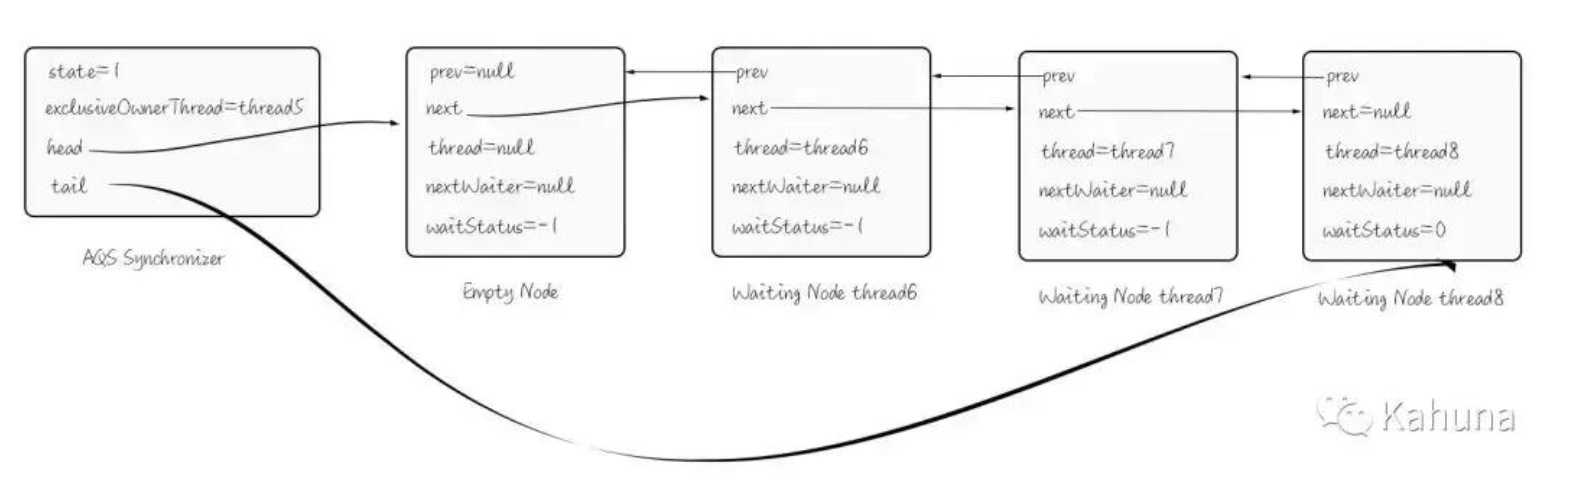 state=1
exclusiveOwnerThread=thread5
head
tail
AQS Synchronizer
prev=null
next
thread=null
nextWaiter=null
waitStatus=-1
Empty Node
prev
next
thread=thread6
nextWaiter=null
waitStatus=-1
Waiting Node thread6
prev
next
thread=thread7
nextWaiter=null
waitStatus=-1
Waiting Node thread7
prev
next=null
thread=thread8
nextWaiter=null
waitStatus=0
Waiting Node thread8
Kahuna